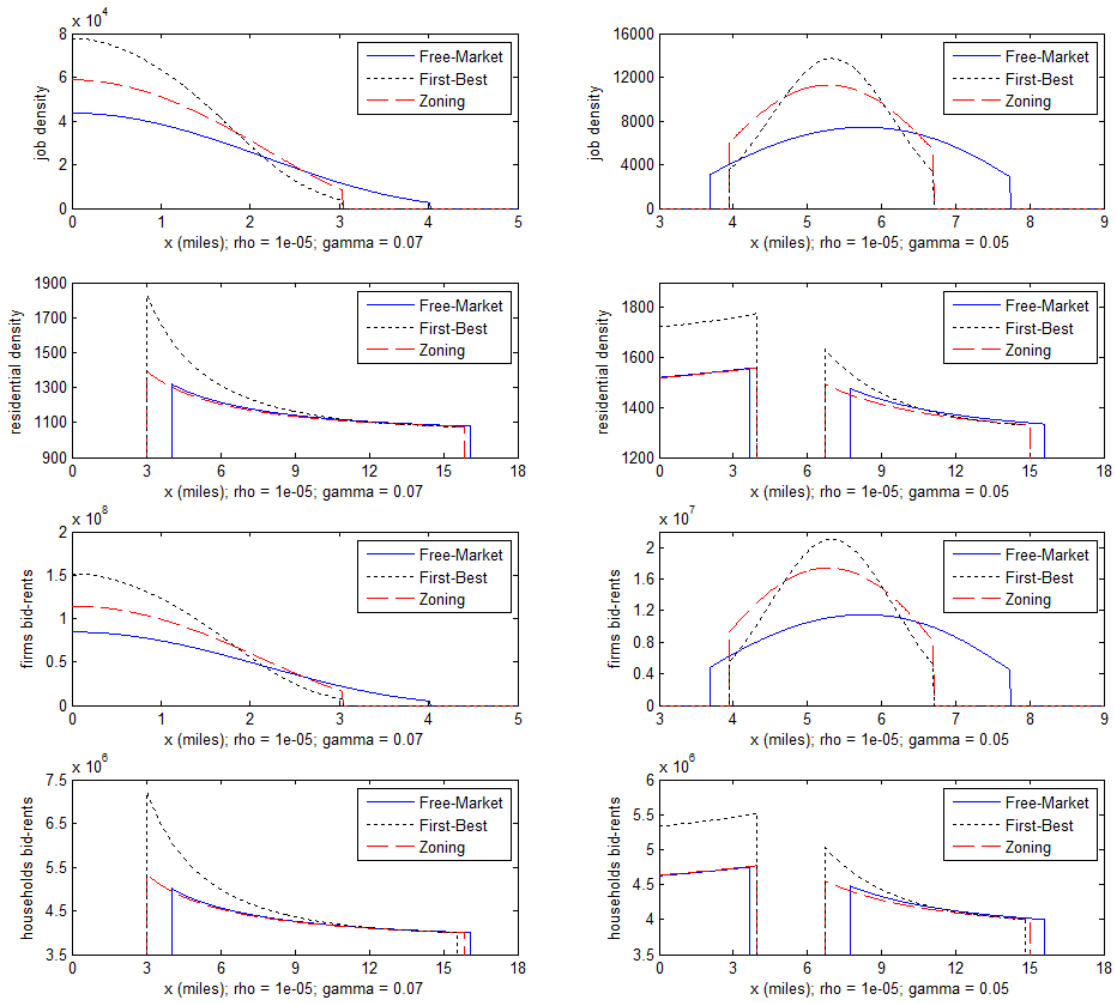 x 10^4
8
6
4
2
0
job density
Free-Market
First-Best
Zoning
0 1 2 3 4 5
x (miles); rho = 1e-05; gamma = 0.07
16000
12000
8000
4000
0
job density
Free-Market
First-Best
Zoning
3 4 5 6 7 8 9
x (miles); rho = 1e-05; gamma = 0.05
1900
1700
1500
1300
1100
900
residential density
Free-Market
First-Best
Zoning
0 3 6 9 12 15 18
x (miles); rho = 1e-05; gamma = 0.07
1800
1600
1400
1200
residential density
Free-Market
First-Best
Zoning
0 3 6 9 12 15 18
x (miles); rho = 1e-05; gamma = 0.05
x 10^8
2
1.5
1
0.5
0
firms bid-rents
Free-Market
First-Best
Zoning
0 1 2 3 4 5
x (miles); rho = 1e-05; gamma = 0.07
x 10^7
2
1.6
1.2
0.8
0.4
0
firms bid-rents
Free-Market
First-Best
Zoning
3 4 5 6 7 8 9
x (miles); rho = 1e-05; gamma = 0.05
x 10^6
7.5
6.5
5.5
4.5
3.5
households bid-rents
Free-Market
First-Best
Zoning
0 3 6 9 12 15 18
x (miles); rho = 1e-05; gamma = 0.07
x 10^6
6
5.5
5
4.5
4
3.5
households bid-rents
Free-Market
First-Best
Zoning
0 3 6 9 12 15 18
x (miles); rho = 1e-05; gamma = 0.05